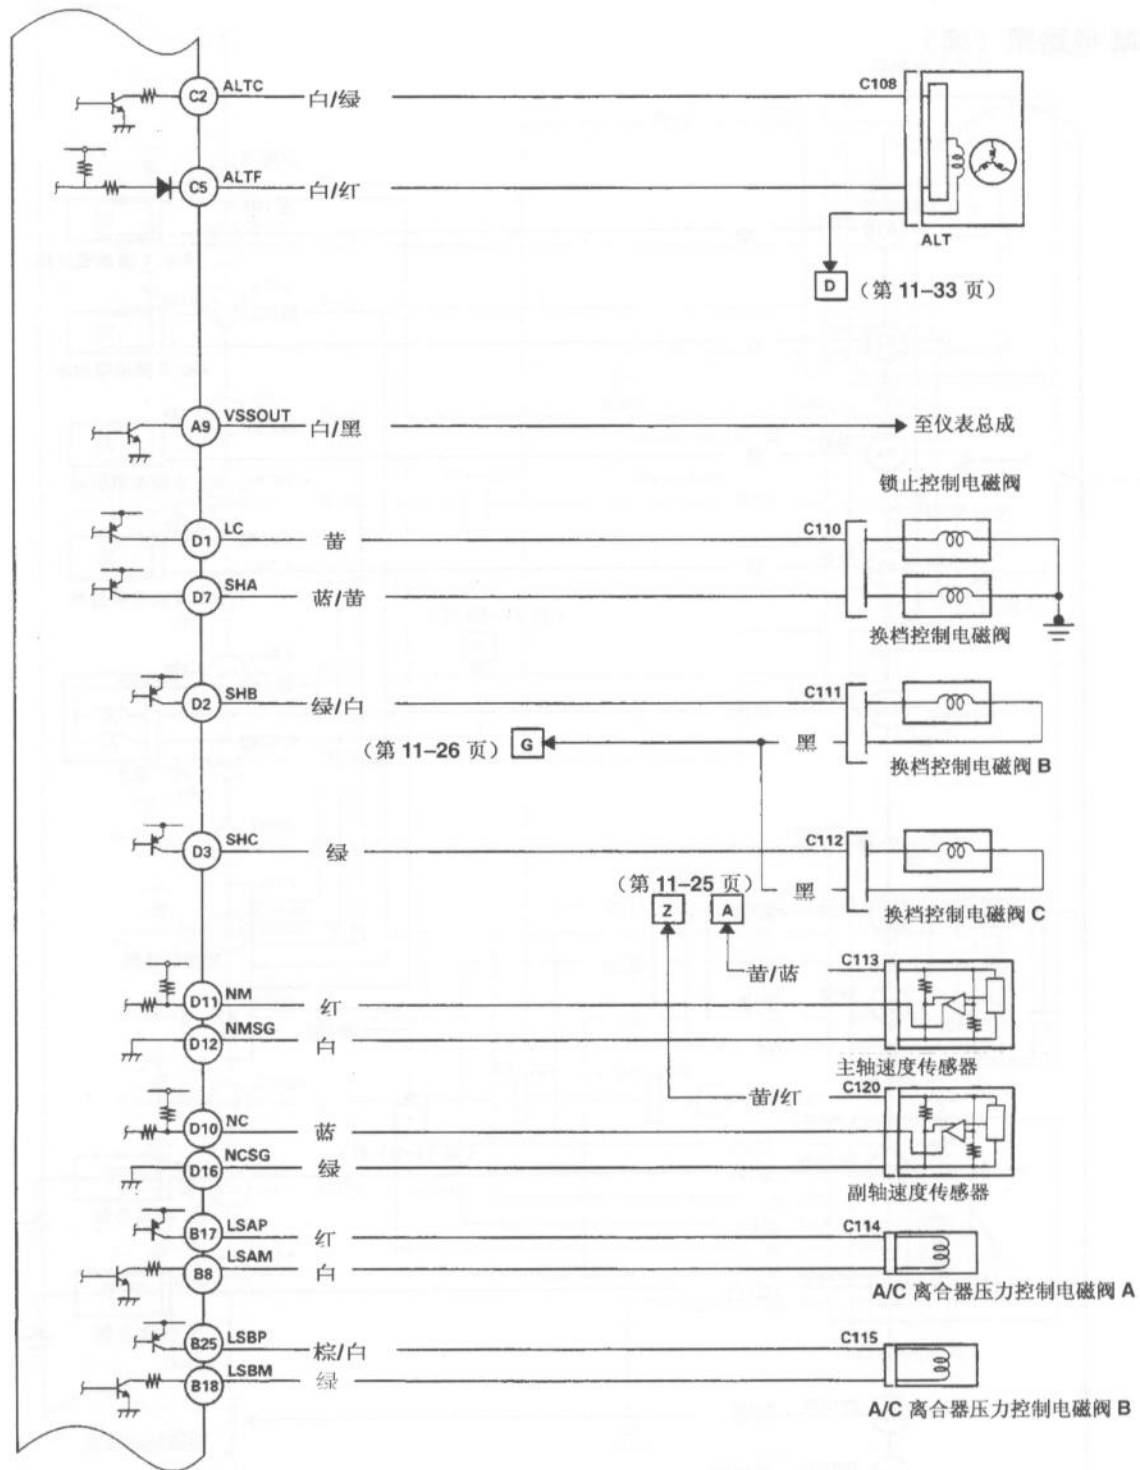 C2 ALTC 白/绿 C108
C5 ALTF 白/红
ALT
D （第 11–33 页）
A9 VSSOUT 白/黑 至仪表总成
锁止控制电磁阀
D1 LC 黄 C110
D7 SHA 蓝/黄
换档控制电磁阀
D2 SHB 绿/白 C111
（第 11–26 页） G 黑
换档控制电磁阀 B
D3 SHC 绿 C112
（第 11–25 页） 黑
Z A 换档控制电磁阀 C
黄/蓝 C113
D11 NM 红
D12 NMSG 白
主轴速度传感器
黄/红 C120
D10 NC 蓝
D16 NCSG 绿
副轴速度传感器
B17 LSAP 红 C114
B8 LSAM 白
A/C 离合器压力控制电磁阀 A
B25 LSBP 棕/白 C115
B18 LSBM 绿
A/C 离合器压力控制电磁阀 B